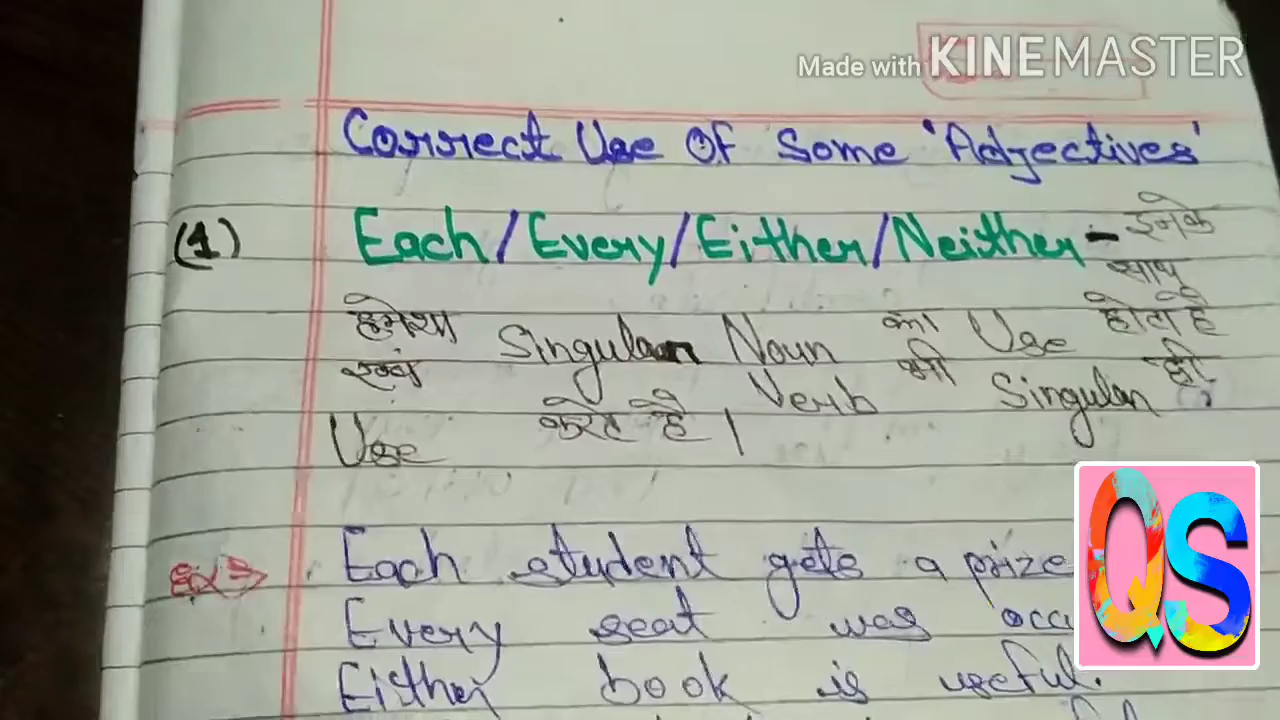 Made with KINEMASTER
Correct Use Of Some 'Adjectives'
(1) Each/Every/Either/Neither - इनके
साथ
हमेशा Singular Noun का Use होता है
एवं Verb भी Singular ही
Use करते है।
Ex⇒ Each student gets a prize
Every seat was occu
Either book is useful.
QS